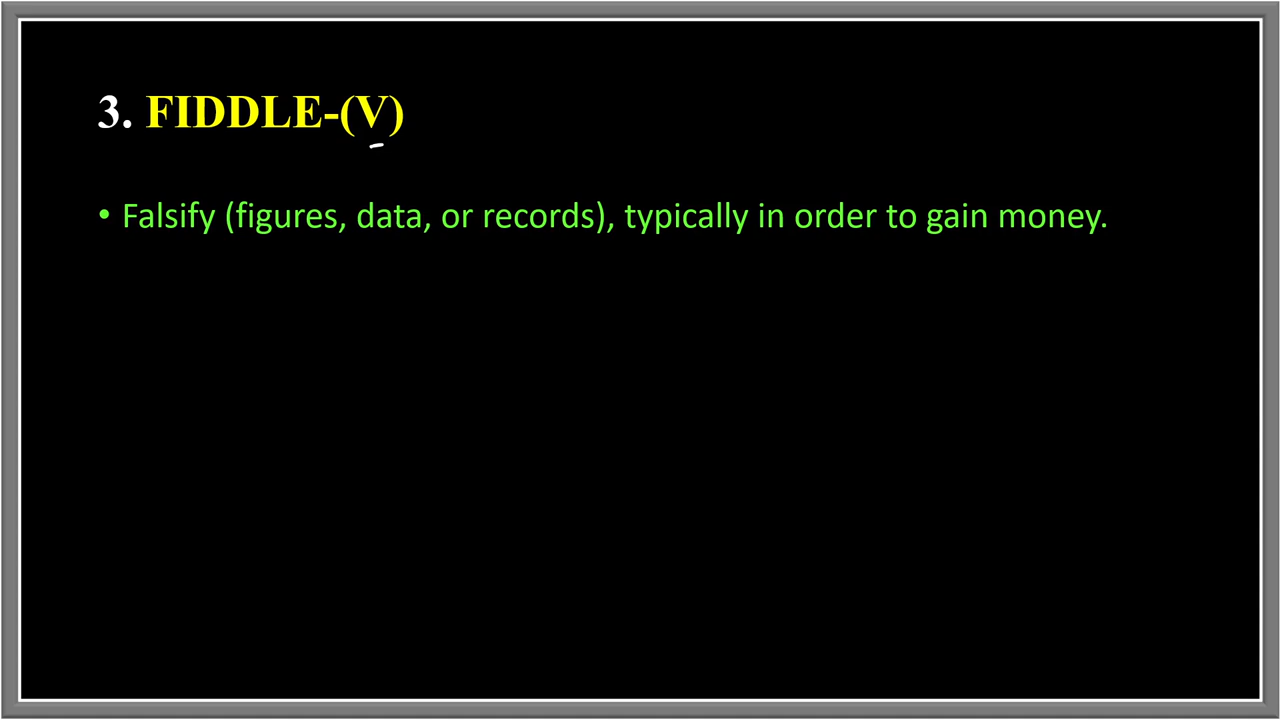 3. FIDDLE-(V)
• Falsify (figures, data, or records), typically in order to gain money.